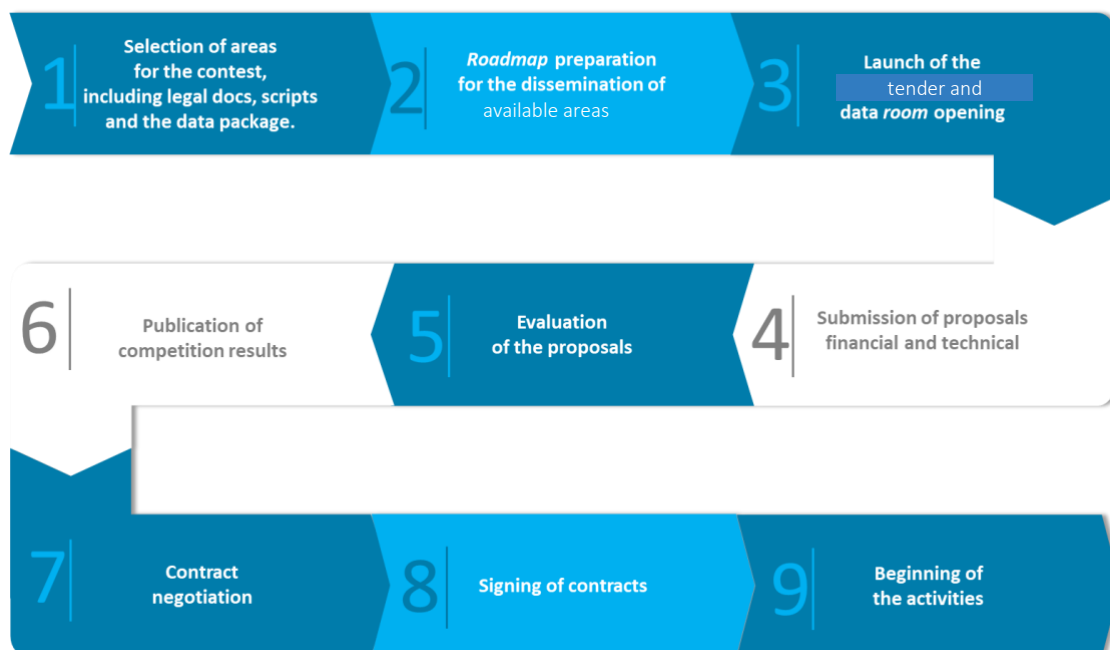 1
Selection of areas
for the contest,
including legal docs, scripts
and the data package.
2
Roadmap preparation
for the dissemination of
available areas
3
Launch of the
tender and
data room opening
4
Submission of proposals
financial and technical
5
Evaluation
of the proposals
6
Publication of
competition results
7
Contract
negotiation
8
Signing of contracts
9
Beginning of
the activities